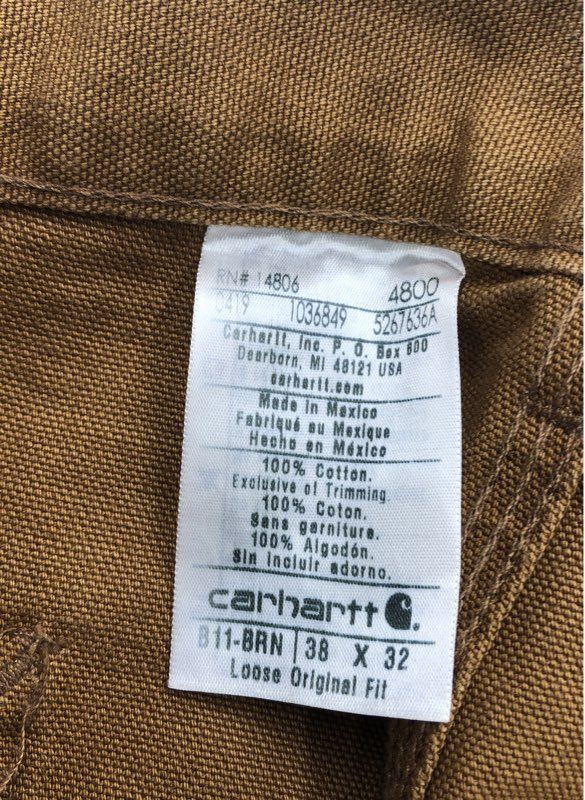 RN# 14806 4800
0419 1036849 5267636A
Carhartt, Inc. P. O. Box 600
Dearborn, MI 48121 USA
carhartt.com
Made in Mexico
Fabriqué au Mexique
Hecho en México
100% Cotton.
Exclusive of Trimming
100% Coton.
Sans garniture.
100% Algodón.
Sin incluir adorno.
carhartt
B11-BRN 38 X 32
Loose Original Fit